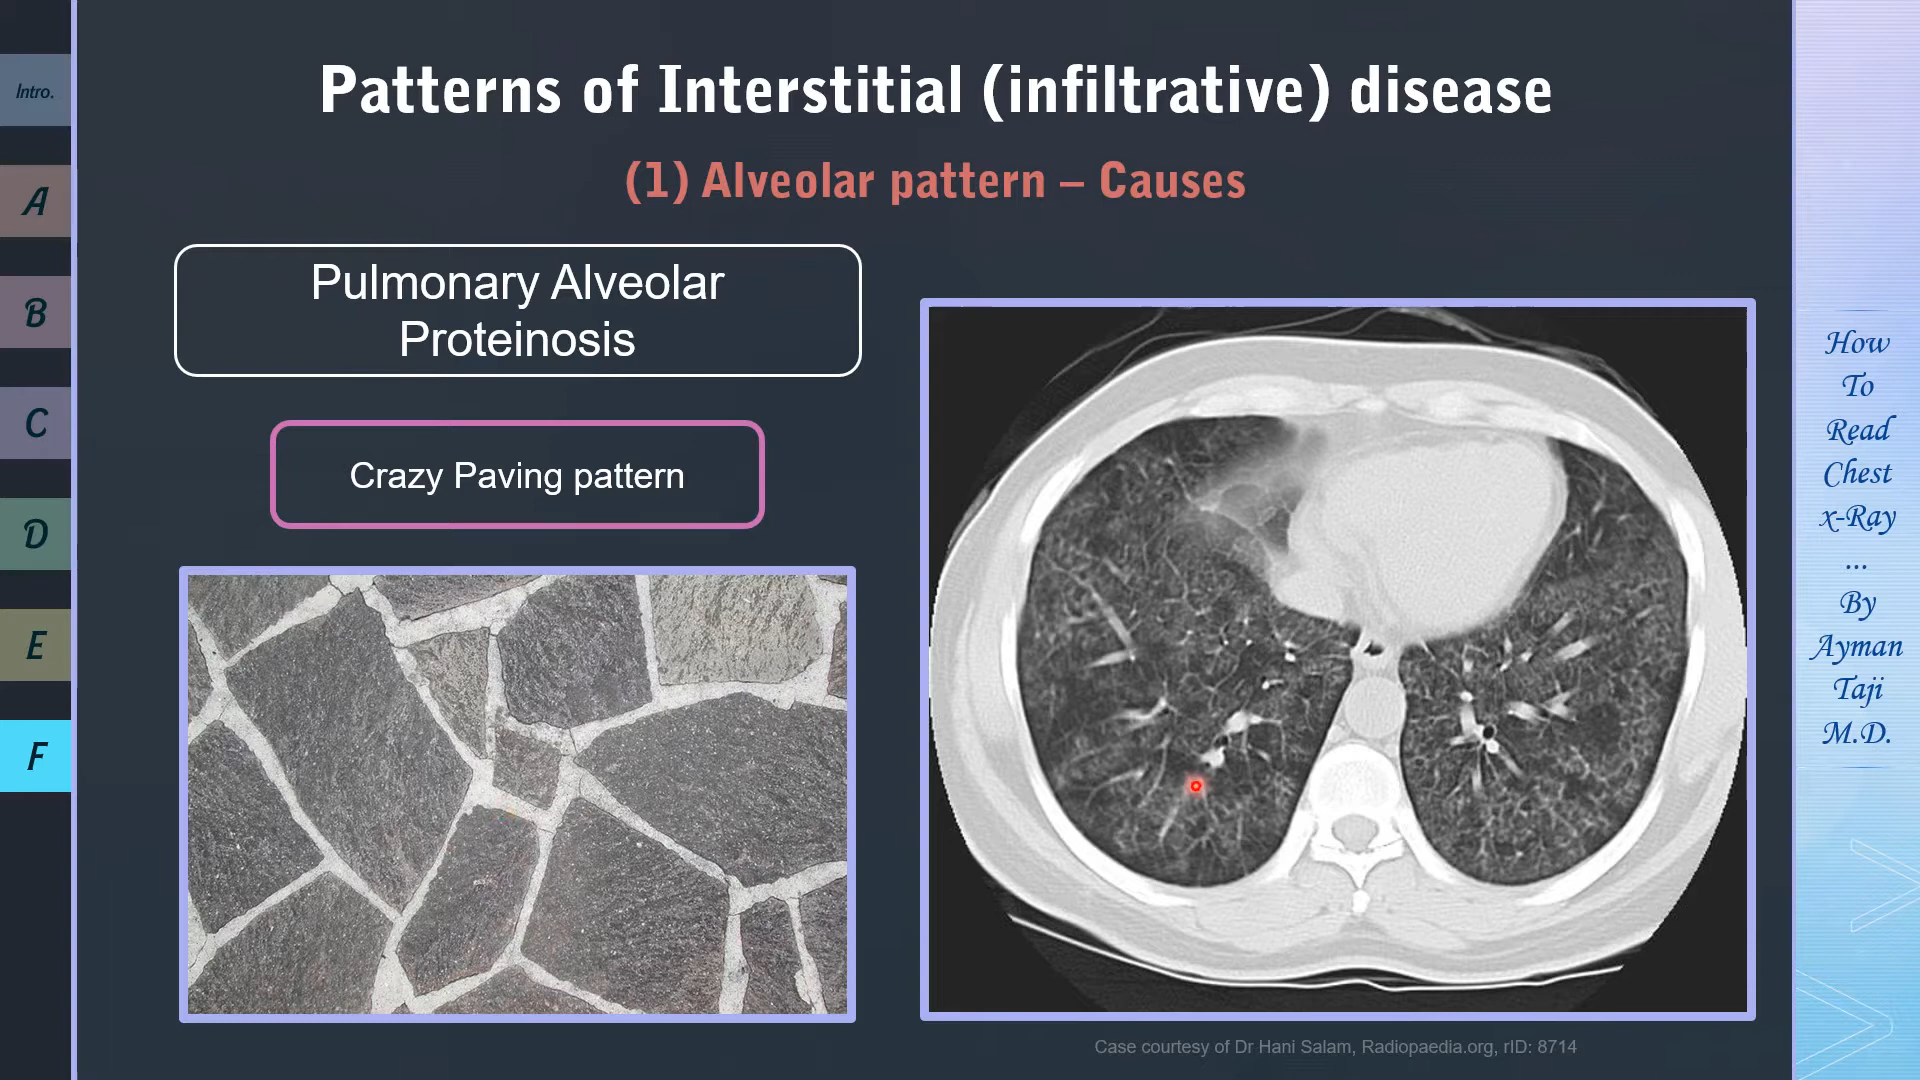 Patterns of Interstitial (infiltrative) disease
(1) Alveolar pattern – Causes
Pulmonary Alveolar
Proteinosis
Crazy Paving pattern
Case courtesy of Dr Hani Salam, Radiopaedia.org, rID: 8714
Intro.
A
B
C
D
E
F
How
To
Read
Chest
x-Ray
...
By
Ayman
Taji
M.D.